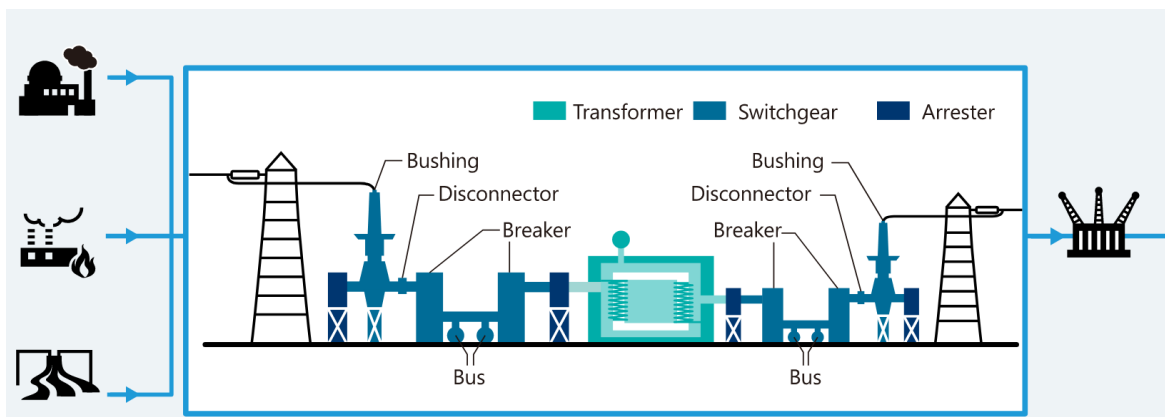 Transformer
Switchgear
Arrester
Bushing
Bushing
Disconnector
Disconnector
Breaker
Breaker
Bus
Bus